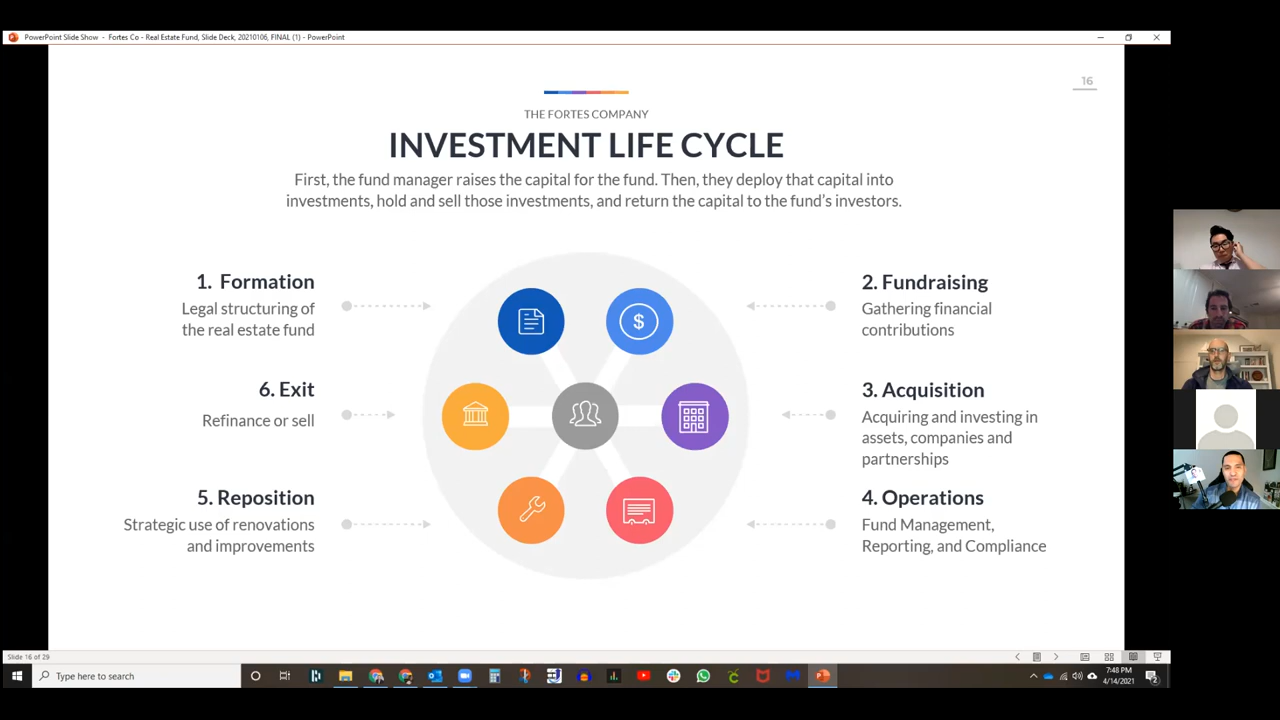 PowerPoint Slide Show - Fortes Co - Real Estate Fund, Slide Deck, 20210106, FINAL (1) - PowerPoint
16
THE FORTES COMPANY
INVESTMENT LIFE CYCLE
First, the fund manager raises the capital for the fund. Then, they deploy that capital into
investments, hold and sell those investments, and return the capital to the fund's investors.
1. Formation
Legal structuring of
the real estate fund
2. Fundraising
Gathering financial
contributions
$
6. Exit
Refinance or sell
3. Acquisition
Acquiring and investing in
assets, companies and
partnerships
5. Reposition
Strategic use of renovations
and improvements
4. Operations
Fund Management,
Reporting, and Compliance
Slide 16 of 29
Type here to search
7:48 PM
4/14/2021
2